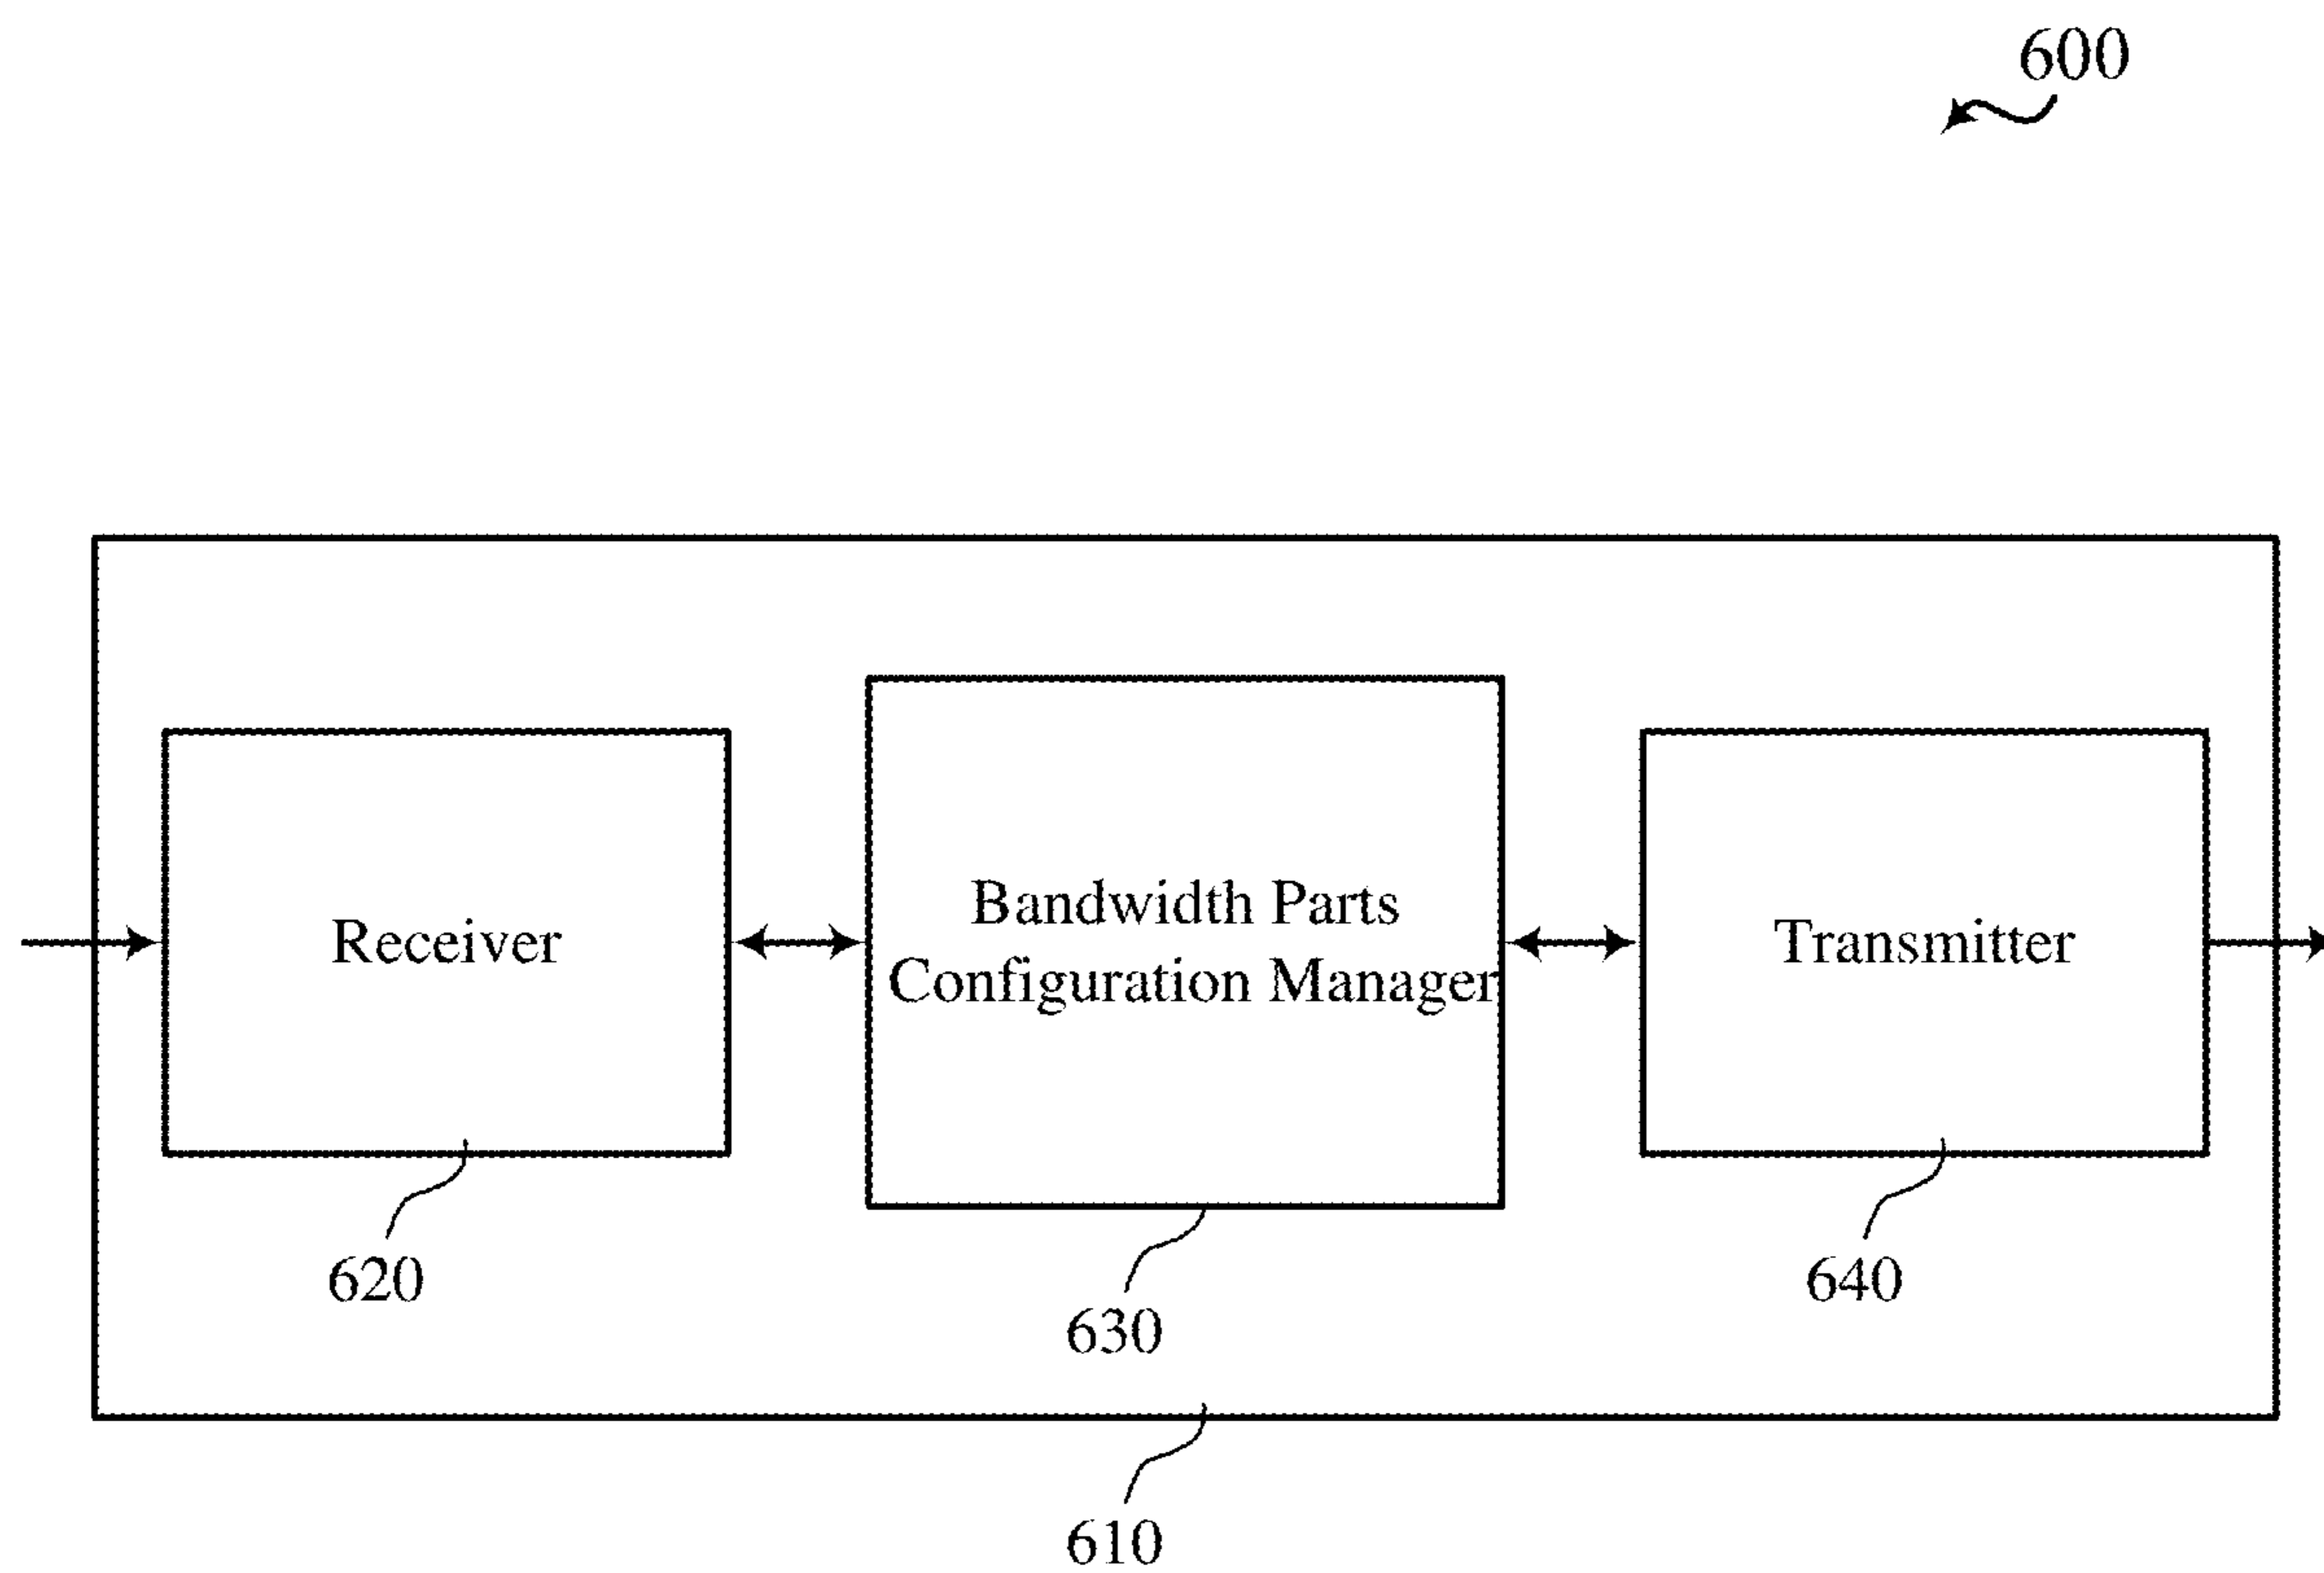 600
Receiver
Bandwidth Parts
Configuration Manager
Transmitter
620
630
640
610